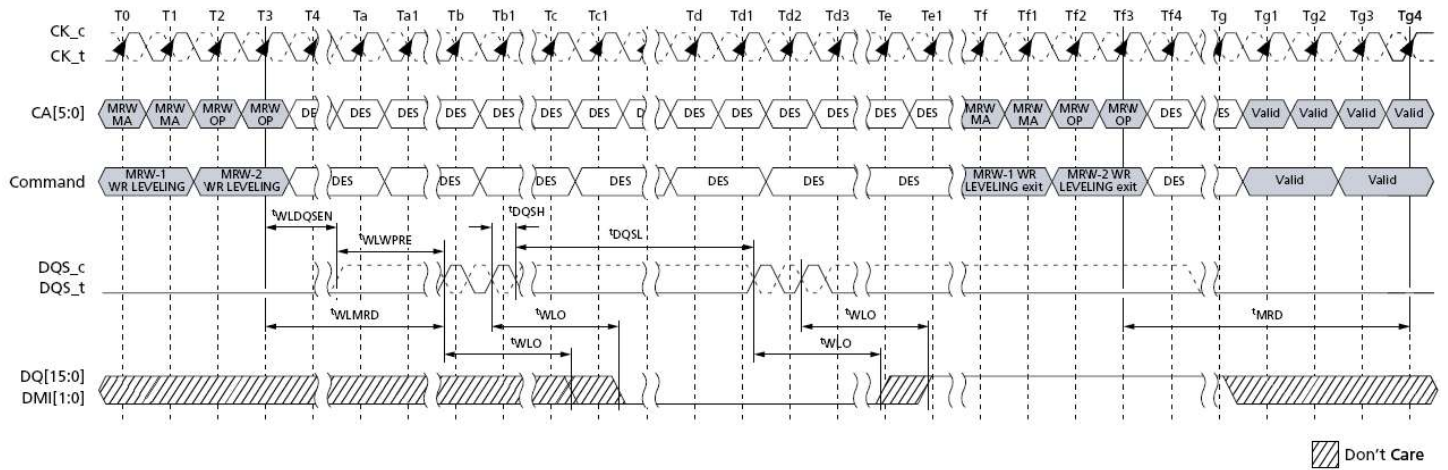 T0 T1 T2 T3 T4 Ta Ta1 Tb Tb1 Tc Tc1 Td Td1 Td2 Td3 Te Te1 Tf Tf1 Tf2 Tf3 Tf4 Tg Tg1 Tg2 Tg3 Tg4
CK_c
CK_t
MRW MRW MRW MRW MRW MRW MRW MRW
CA[5:0] DES DES DES DES DES DES DES DES DES DES DES DES DES Valid Valid Valid Valid
MA MA OP OP MA MA OP OP
MRW-1 MRW-2 MRW-1 WR MRW-2 WR
Command DES DES DES DES DES DES DES DES Valid Valid
WR LEVELING WR LEVELING LEVELING exit LEVELING exit
tWLDQSEN tDQSH
tWLWPRE tDQSL
DQS_c
DQS_t
tWLMRD tWLO tWLO tMRD
tWLO tWLO
DQ[15:0]
DMI[1:0]
Don't Care